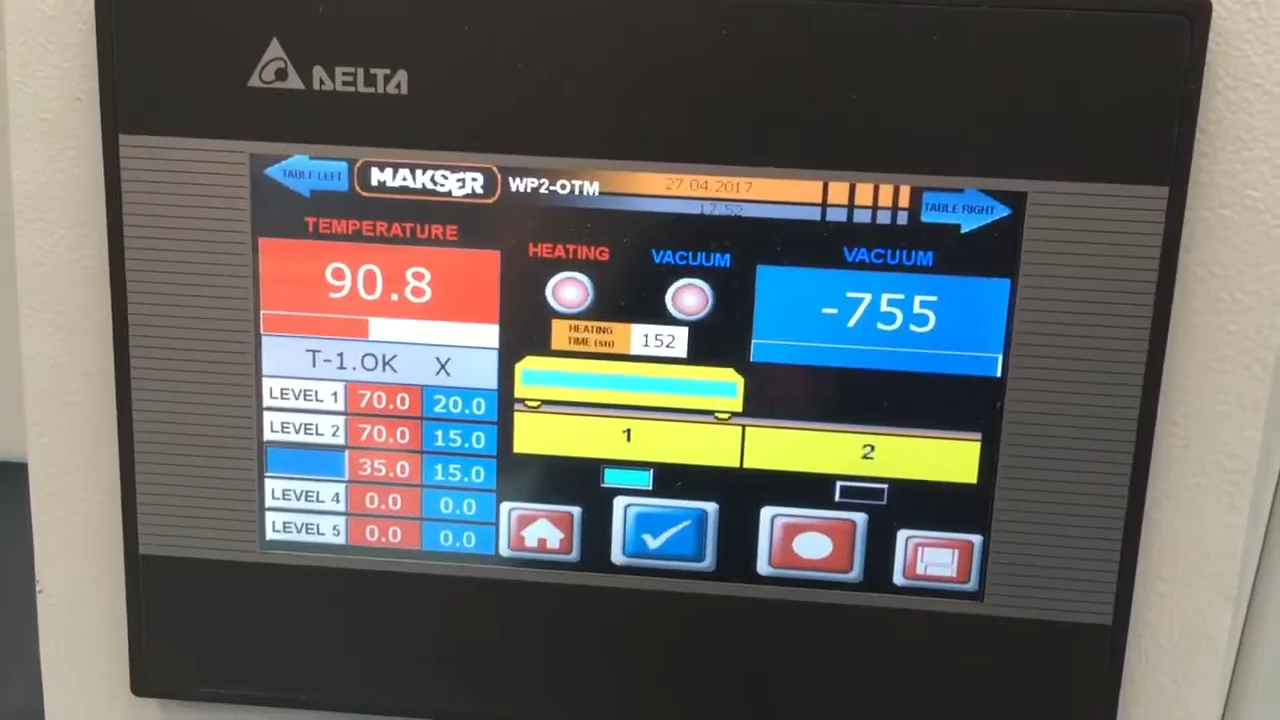 DELTA
TABLE LEFT
MAKSER
WP2-OTM
27.04.2017
17:52
TABLE RIGHT
TEMPERATURE
90.8
HEATING
VACUUM
VACUUM
-755
HEATING
TIME (sn)
152
T-1.OK X
LEVEL 1 70.0 20.0
LEVEL 2 70.0 15.0
35.0 15.0
LEVEL 4 0.0 0.0
LEVEL 5 0.0 0.0
1
2